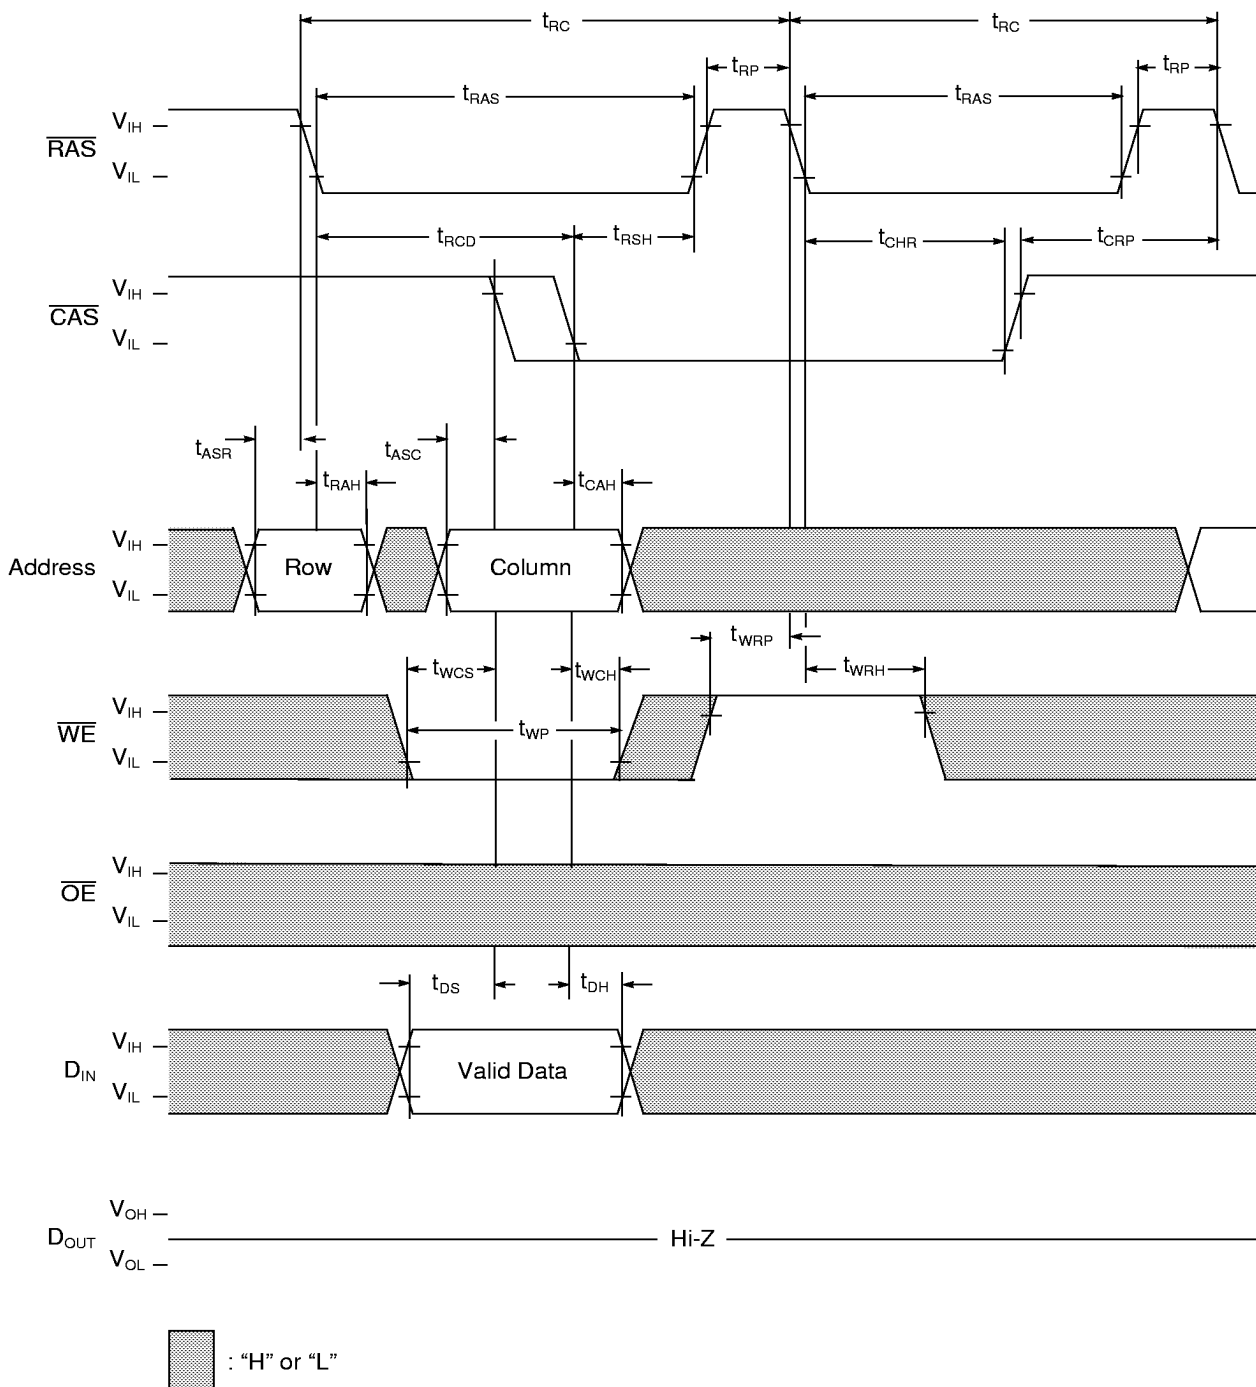 tRC tRC
tRP tRP
tRAS tRAS
VIH
RAS
VIL
tRCD tRSH tCHR tCRP
VIH
CAS
VIL
tASR tASC
tRAH tCAH
VIH
Address Row Column
VIL
tWRP
tWCS tWCH tWRH
VIH
WE tWP
VIL
VIH
OE
VIL
tDS tDH
VIH
DIN Valid Data
VIL
VOH
DOUT Hi-Z
VOL
: “H” or “L”